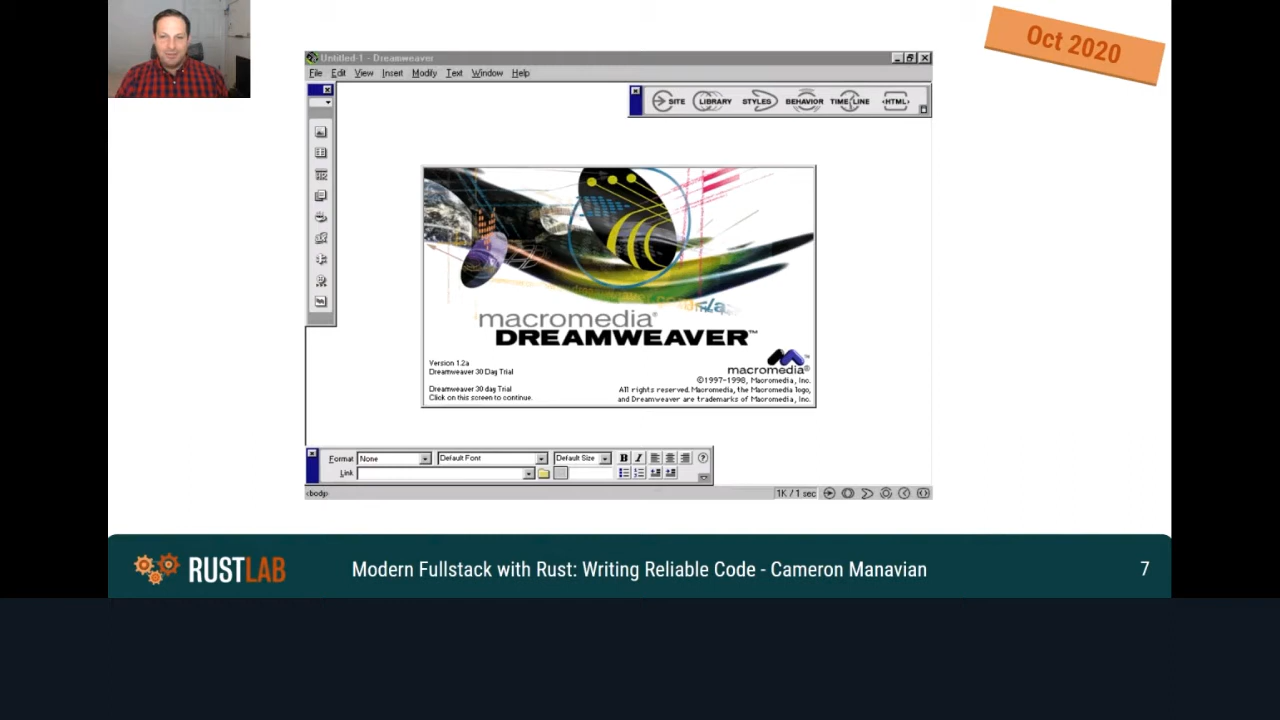 Oct 2020
Untitled-1 - Dreamweaver
File Edit View Insert Modify Text Window Help
SITE LIBRARY STYLES BEHAVIOR TIMELINE <HTML>
macromedia®
DREAMWEAVER™
macromedia®
Version 1.2a
Dreamweaver 30 Day Trial
©1997-1998, Macromedia, Inc.
Dreamweaver 30 day Trial
All rights reserved. Macromedia, the Macromedia logo,
Click on this screen to continue.
and Dreamweaver are trademarks of Macromedia, Inc.
Format None Default Font Default Size B I
Link
<body>
1K / 1 sec
RUSTLAB
Modern Fullstack with Rust: Writing Reliable Code - Cameron Manavian
7